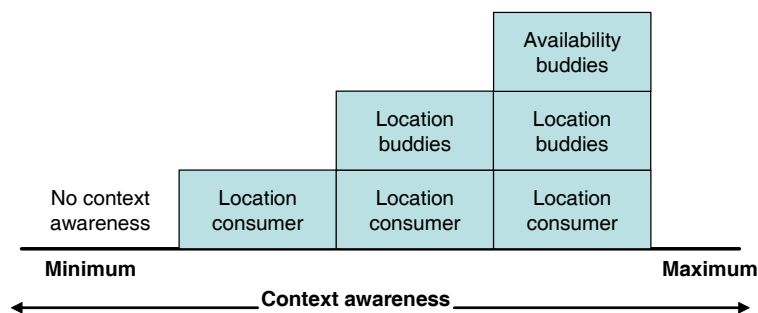 Availability
buddies
Location
buddies
Location
buddies
No context
awareness
Location
consumer
Location
consumer
Location
consumer
Minimum
Maximum
Context awareness